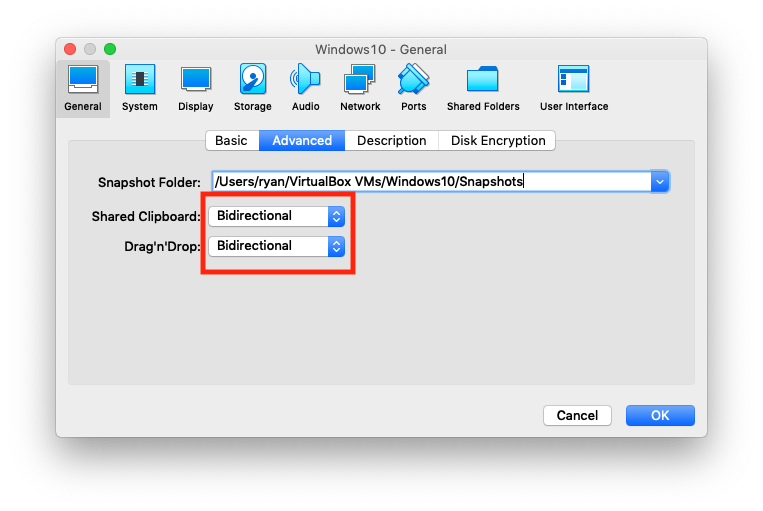 Windows10 - General
General System Display Storage Audio Network Ports Shared Folders User Interface
Basic Advanced Description Disk Encryption
Snapshot Folder: /Users/ryan/VirtualBox VMs/Windows10/Snapshots
Shared Clipboard: Bidirectional
Drag'n'Drop: Bidirectional
Cancel OK